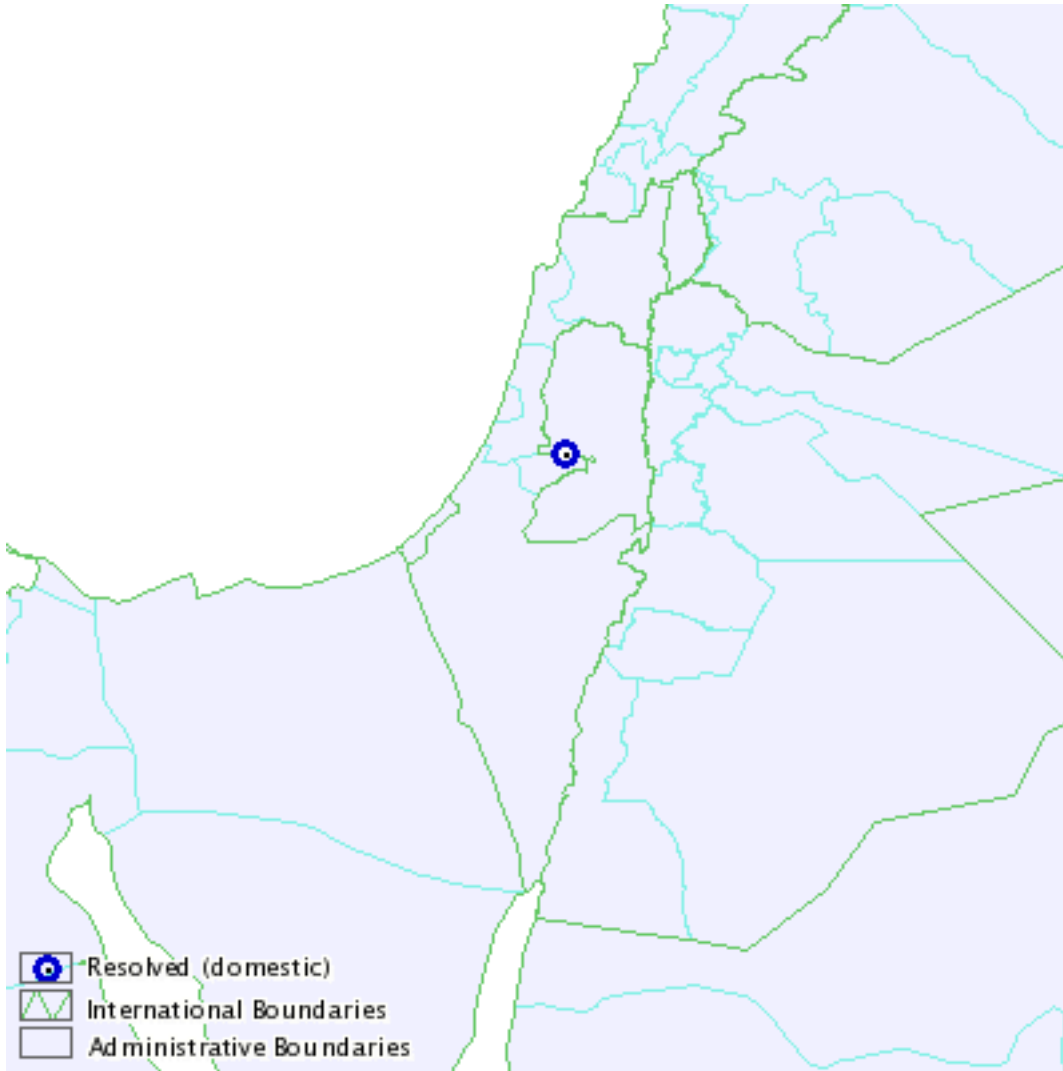 Resolved (domestic)
International Boundaries
Administrative Boundaries